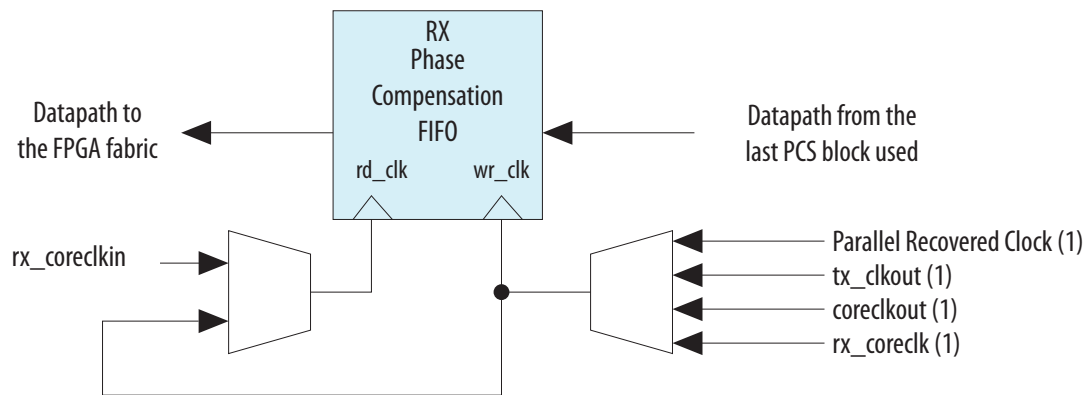 RX
Phase
Compensation
FIFO
Datapath to
the FPGA fabric
Datapath from the
last PCS block used
rd_clk
wr_clk
rx_coreclkin
Parallel Recovered Clock (1)
tx_clkout (1)
coreclkout (1)
rx_coreclk (1)